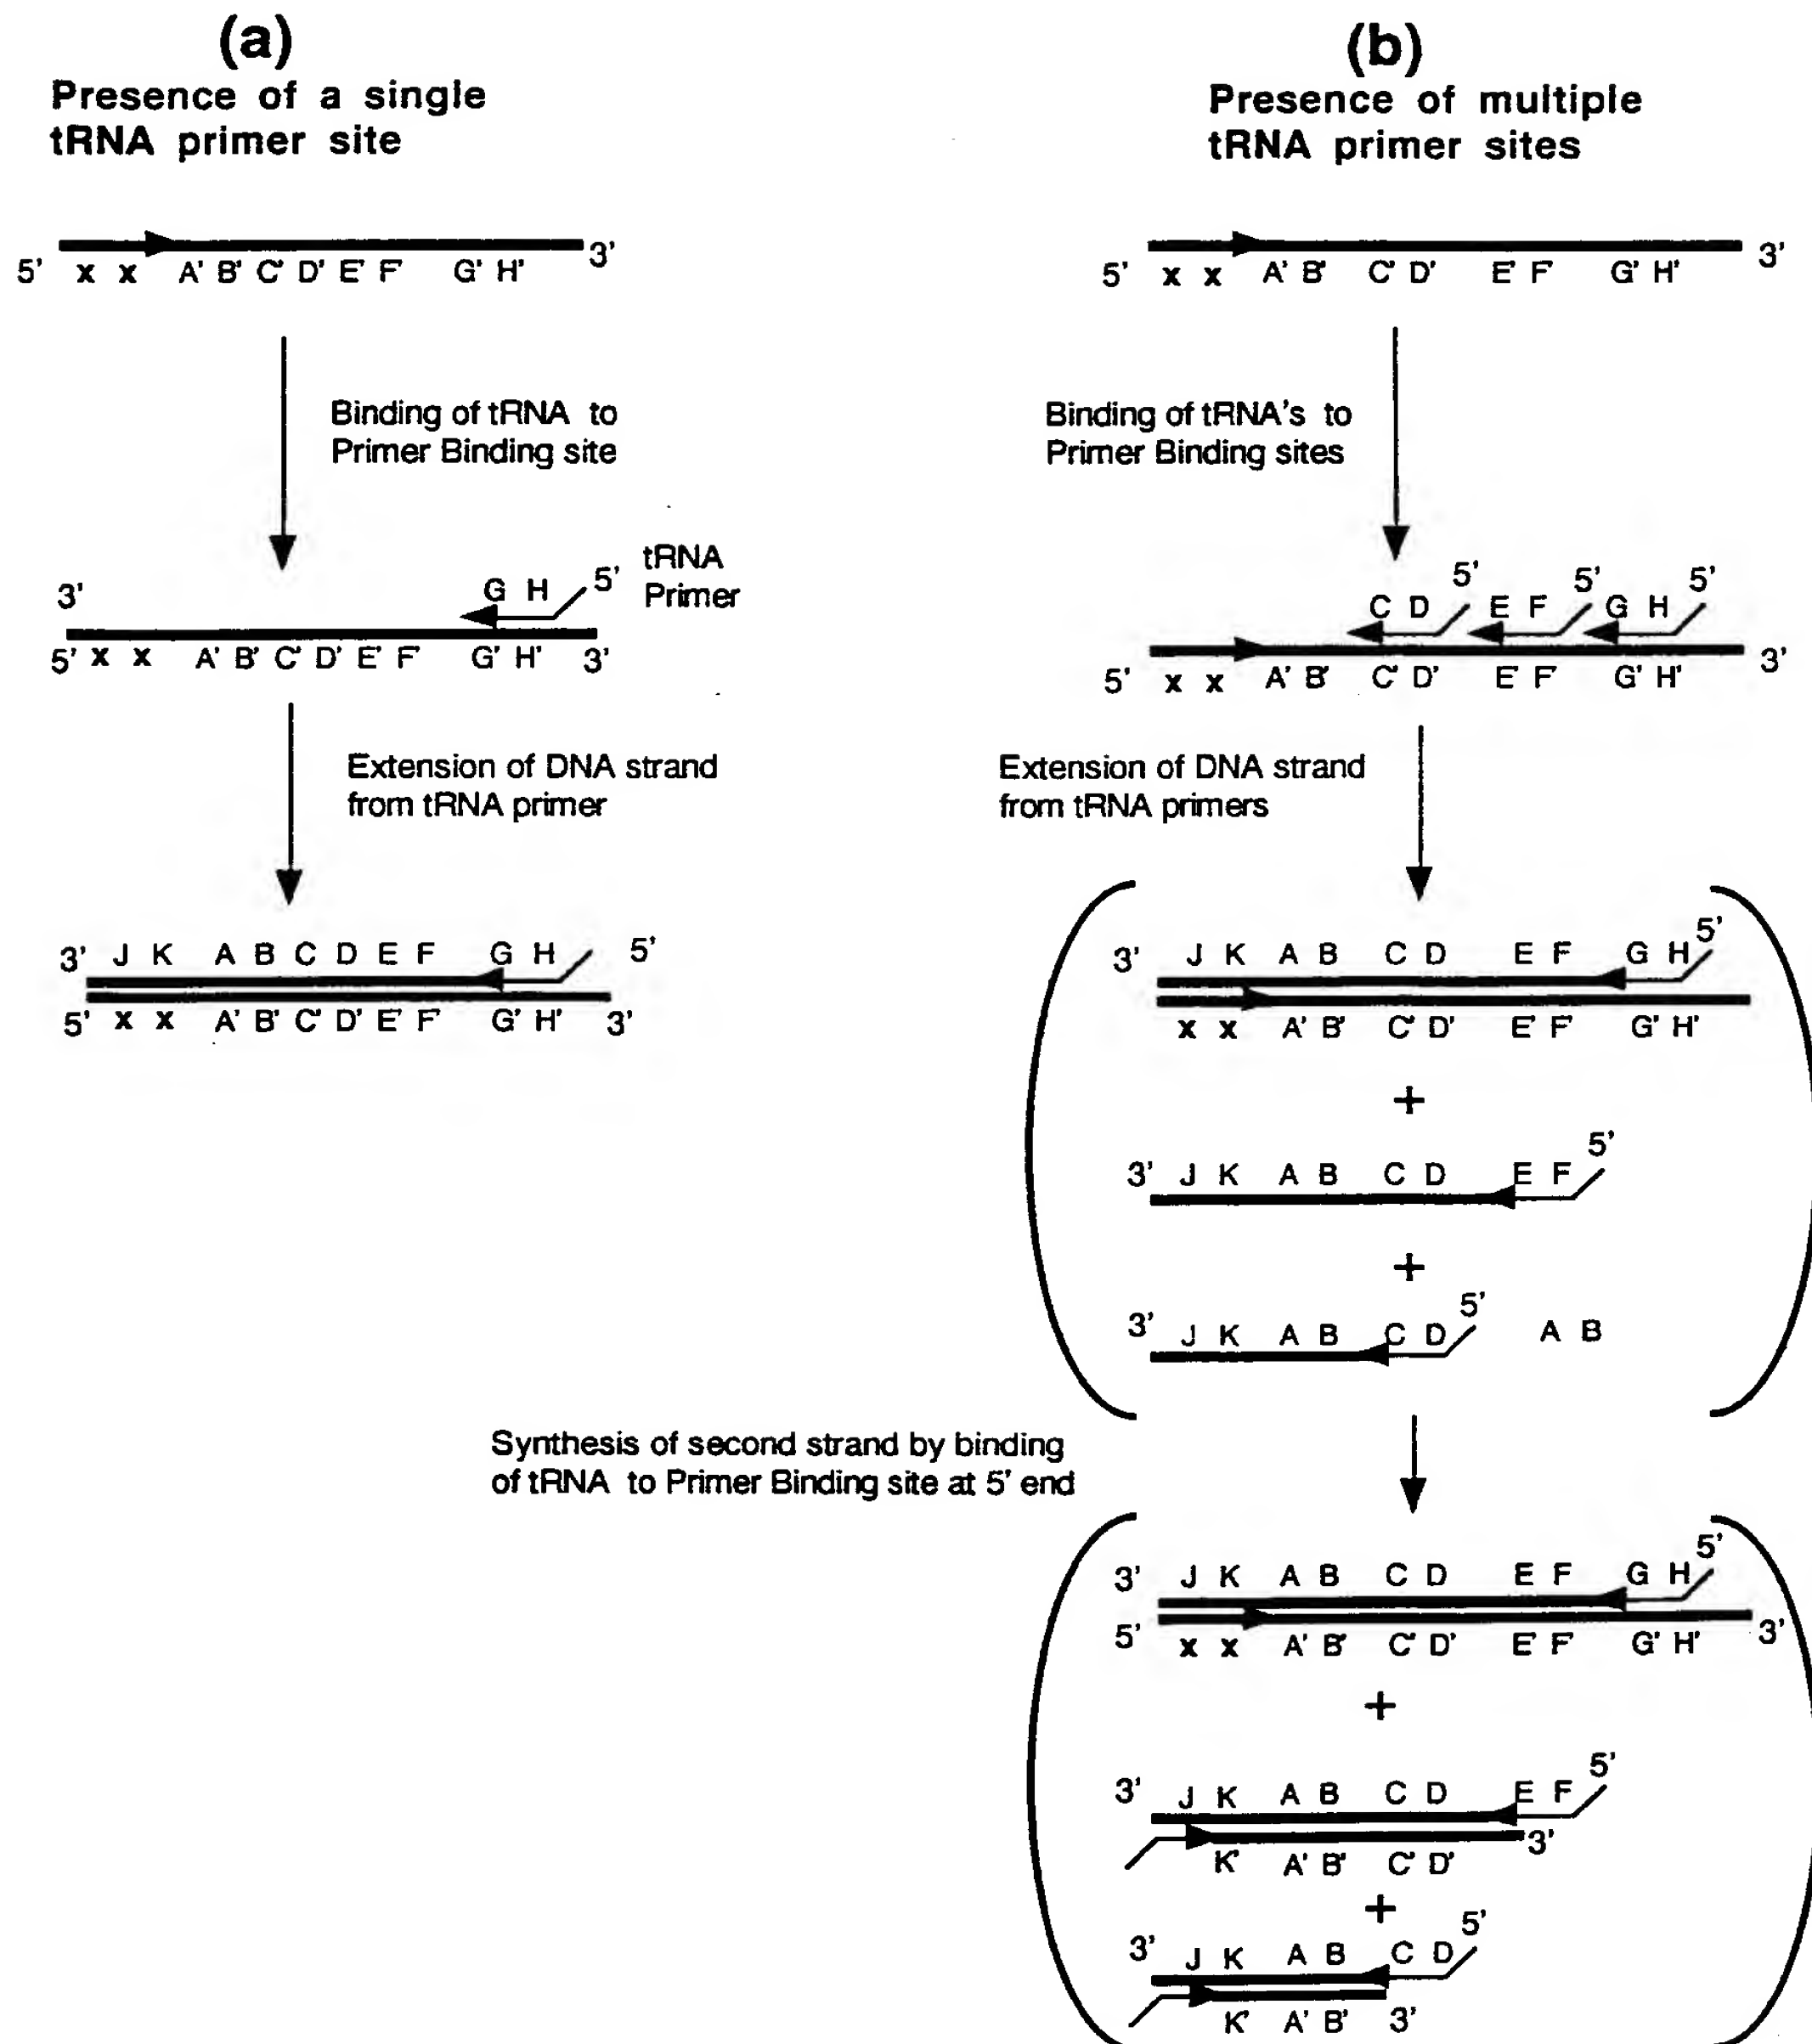 (a)
Presence of a single
tRNA primer site
5' x x A' B' C' D' E' F' G' H' 3'
Binding of tRNA to
Primer Binding site
3' G H 5' tRNA
Primer
5' x x A' B' C' D' E' F' G' H' 3'
Extension of DNA strand
from tRNA primer
3' J K A B C D E F G H 5'
5' x x A' B' C' D' E' F' G' H' 3'
(b)
Presence of multiple
tRNA primer sites
5' x x A' B' C' D' E' F' G' H' 3'
Binding of tRNA's to
Primer Binding sites
C D 5' E F 5' G H 5'
5' x x A' B' C' D' E' F' G' H' 3'
Extension of DNA strand
from tRNA primers
3' J K A B C D E F G H 5'
x x A' B' C' D' E' F' G' H'
+
3' J K A B C D E F 5'
+
3' J K A B C D 5' A B
Synthesis of second strand by binding
of tRNA to Primer Binding site at 5' end
3' J K A B C D E F G H 5'
5' x x A' B' C' D' E' F' G' H' 3'
+
3' J K A B C D E F 5'
K' A' B' C' D' 3'
+
3' J K A B C D 5'
K' A' B' 3'